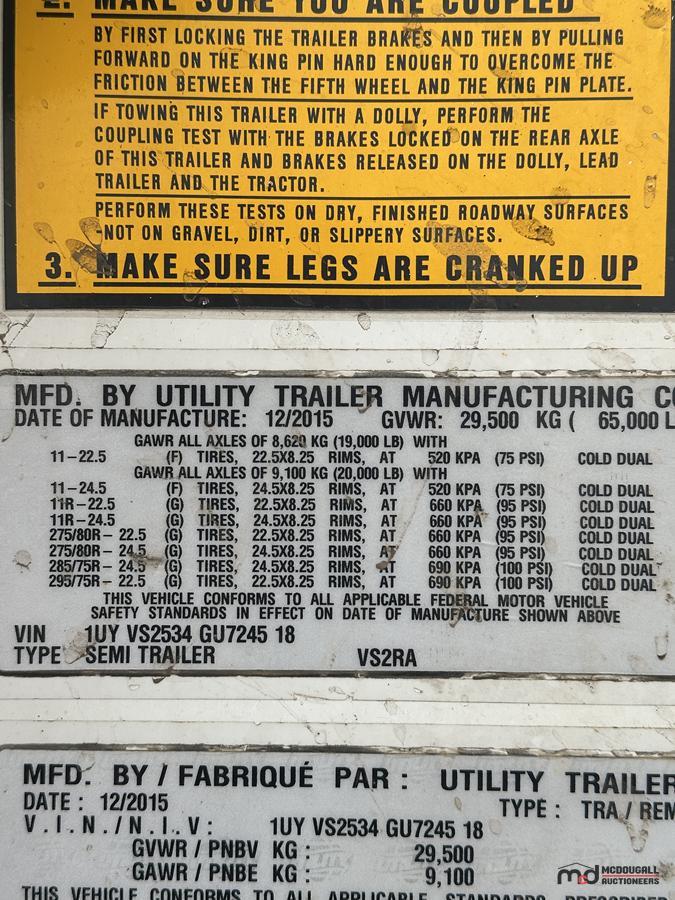 2. MAKE SURE YOU ARE COUPLED
BY FIRST LOCKING THE TRAILER BRAKES AND THEN BY PULLING
FORWARD ON THE KING PIN HARD ENOUGH TO OVERCOME THE
FRICTION BETWEEN THE FIFTH WHEEL AND THE KING PIN PLATE.
IF TOWING THIS TRAILER WITH A DOLLY, PERFORM THE
COUPLING TEST WITH THE BRAKES LOCKED ON THE REAR AXLE
OF THIS TRAILER AND BRAKES RELEASED ON THE DOLLY, LEAD
TRAILER AND THE TRACTOR.
PERFORM THESE TESTS ON DRY, FINISHED ROADWAY SURFACES
NOT ON GRAVEL, DIRT, OR SLIPPERY SURFACES.
3. MAKE SURE LEGS ARE CRANKED UP
MFD. BY UTILITY TRAILER MANUFACTURING CO
DATE OF MANUFACTURE: 12/2015 GVWR: 29,500 KG ( 65,000 L
GAWR ALL AXLES OF 8,620 KG (19,000 LB) WITH
11-22.5 (F) TIRES, 22.5X8.25 RIMS, AT 520 KPA (75 PSI) COLD DUAL
GAWR ALL AXLES OF 9,100 KG (20,000 LB) WITH
11-24.5 (F) TIRES, 24.5X8.25 RIMS, AT 520 KPA (75 PSI) COLD DUAL
11R-22.5 (G) TIRES, 22.5X8.25 RIMS, AT 660 KPA (95 PSI) COLD DUAL
11R-24.5 (G) TIRES, 24.5X8.25 RIMS, AT 660 KPA (95 PSI) COLD DUAL
275/80R- 22.5 (G) TIRES, 22.5X8.25 RIMS, AT 660 KPA (95 PSI) COLD DUAL
275/80R- 24.5 (G) TIRES, 24.5X8.25 RIMS, AT 660 KPA (95 PSI) COLD DUAL
285/75R- 24.5 (G) TIRES, 24.5X8.25 RIMS, AT 690 KPA (100 PSI) COLD DUAL
295/75R- 22.5 (G) TIRES, 22.5X8.25 RIMS, AT 690 KPA (100 PSI) COLD DUAL
THIS VEHICLE CONFORMS TO ALL APPLICABLE FEDERAL MOTOR VEHICLE
SAFETY STANDARDS IN EFFECT ON DATE OF MANUFACTURE SHOWN ABOVE
VIN 1UY VS2534 GU7245 18
TYPE SEMI TRAILER VS2RA
MFD. BY / FABRIQUÉ PAR : UTILITY TRAILER
DATE : 12/2015 TYPE : TRA / REM
V.I.N./N.I.V: 1UY VS2534 GU7245 18
GVWR / PNBV KG : 29,500
GAWR / PNBE KG : 9,100
THIS VEHICLE CONFORMS TO ALL APPLICABLE STANDARDS PRESCRIBED
md MCDOUGALL
AUCTIONEERS